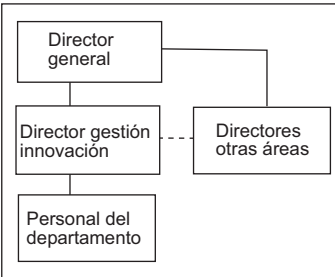 Director
general
Director gestión
innovación
Directores
otras áreas
Personal del
departamento